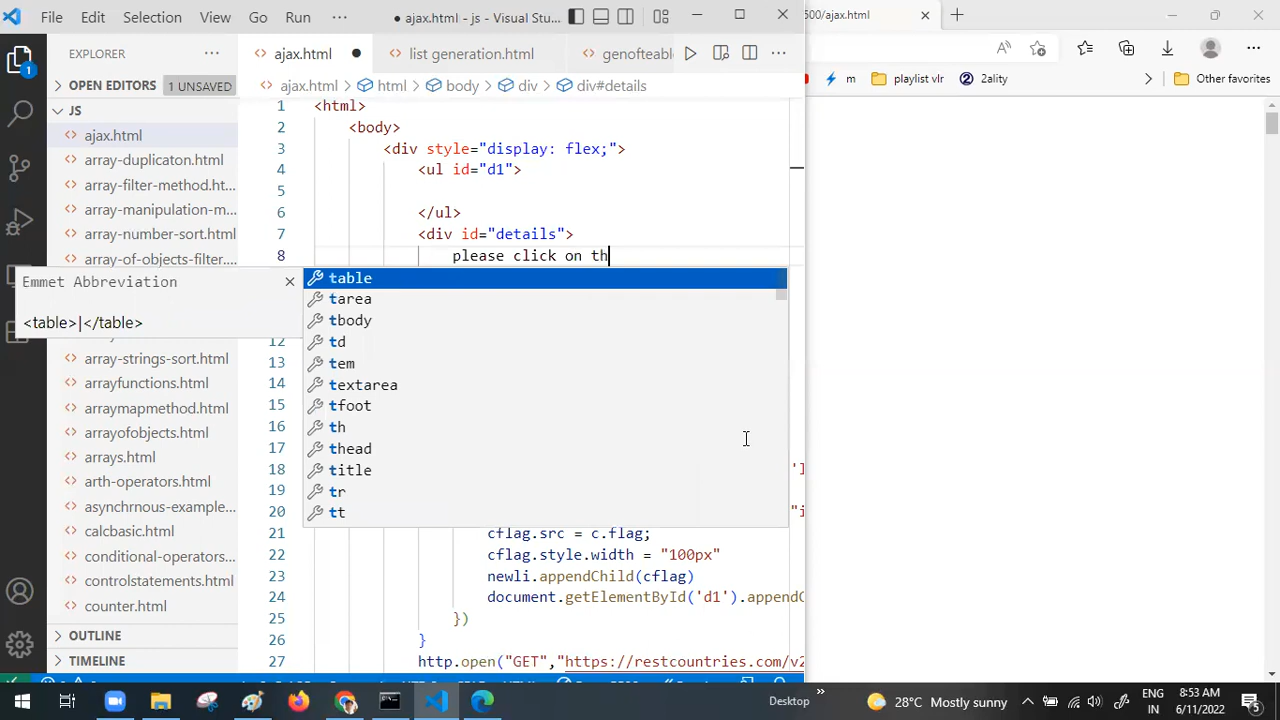 File Edit Selection View Go Run ··· ● ajax.html - js - Visual Stu...
500/ajax.html
EXPLORER ···
ajax.html ●
list generation.html
genofteabl
OPEN EDITORS 1 UNSAVED
ajax.html > html > body > div > div#details
m
playlist vlr
2ality
Other favorites
JS
ajax.html
array-duplicaton.html
array-filter-method.ht...
array-manipulation-m...
array-number-sort.html
array-of-objects-filter...
1 <html>
2 <body>
3 <div style="display: flex;">
4 <ul id="d1">
5
6 </ul>
7 <div id="details">
8 please click on th
Emmet Abbreviation
<table>|</table>
table
tarea
tbody
td
tem
textarea
tfoot
th
thead
title
tr
tt
array-strings-sort.html
arrayfunctions.html
arraymapmethod.html
arrayofobjects.html
arrays.html
arth-operators.html
asynchrnous-example...
calcbasic.html
conditional-operators...
controlstatements.html
counter.html
OUTLINE
TIMELINE
12
13
14
15
16
17
18
19
20
21 cflag.src = c.flag;
22 cflag.style.width = "100px"
23 newli.appendChild(cflag)
24 document.getElementById('d1').appendC
25 })
26 }
27 http.open("GET","https://restcountries.com/v2
Desktop
28°C Mostly sunny
ENG
IN
8:53 AM
6/11/2022
5